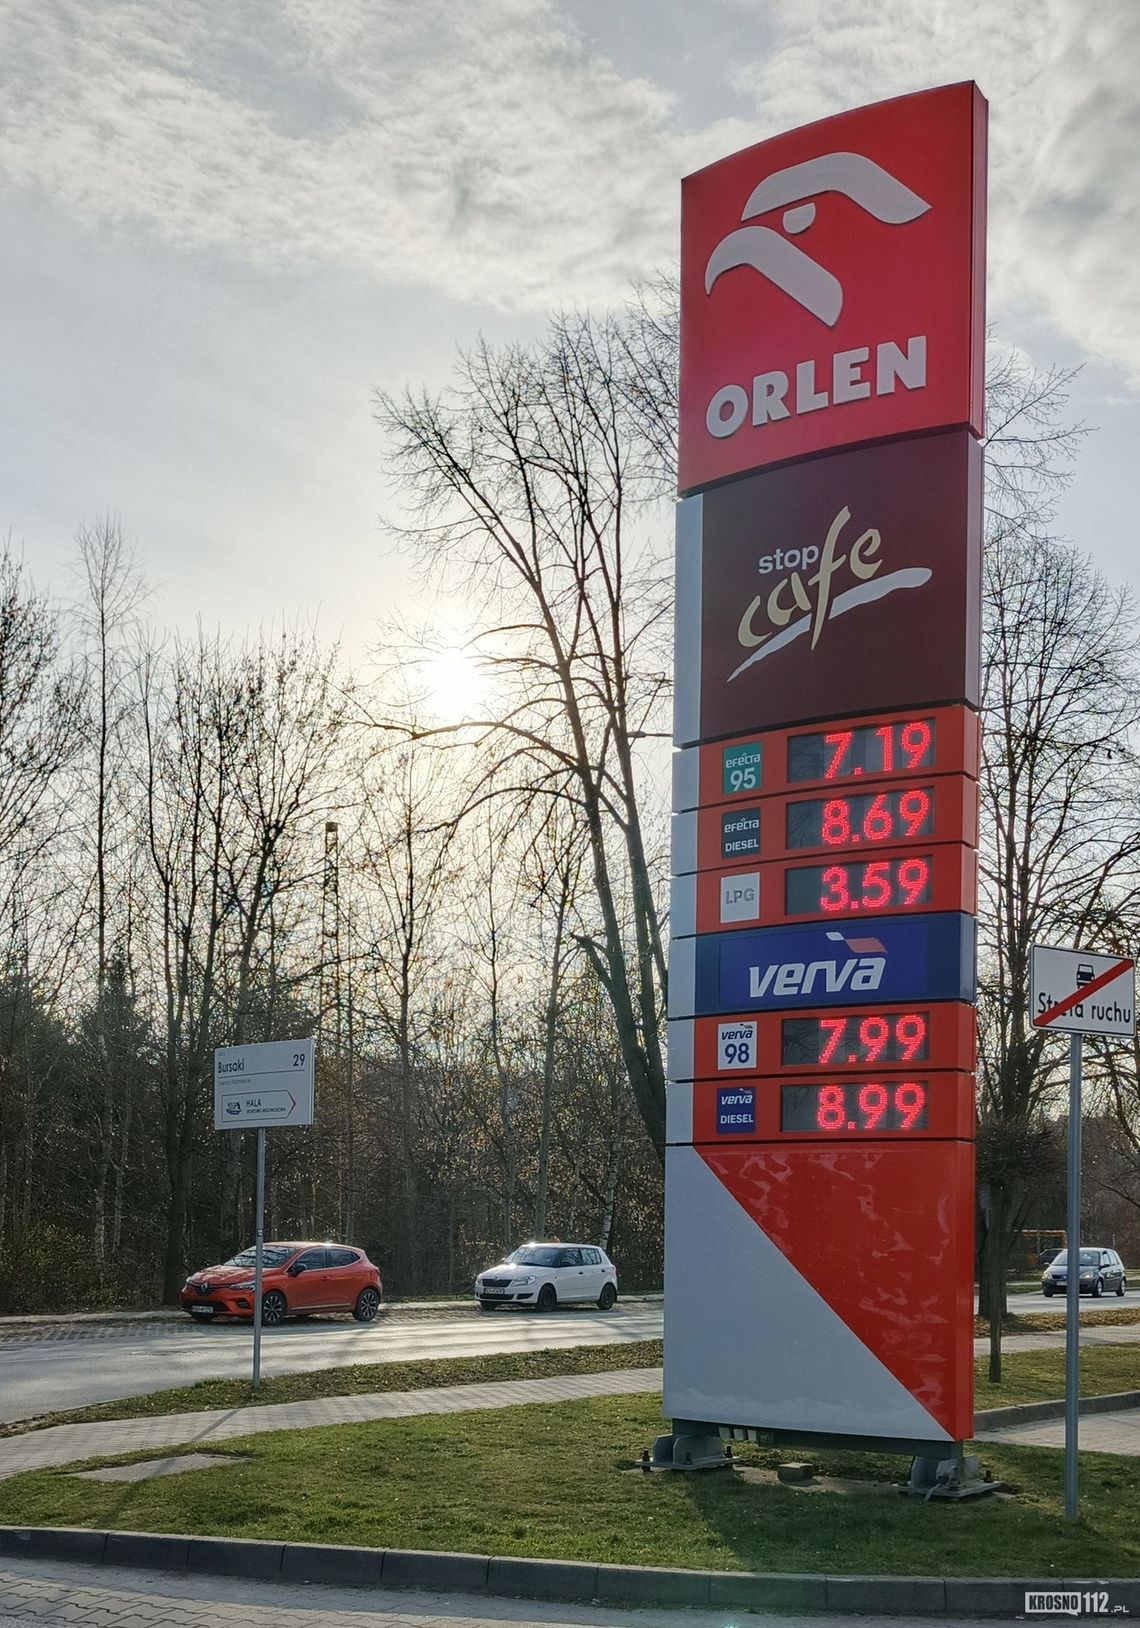 ORLEN
stop
cafe
EFECTA
95
7.19
EFECTA
DIESEL
8.69
LPG
3.59
verva
verva
98
7.99
verva
DIESEL
8.99
Strefa ruchu
Bursaki 29
HALA
KROSNO112.PL